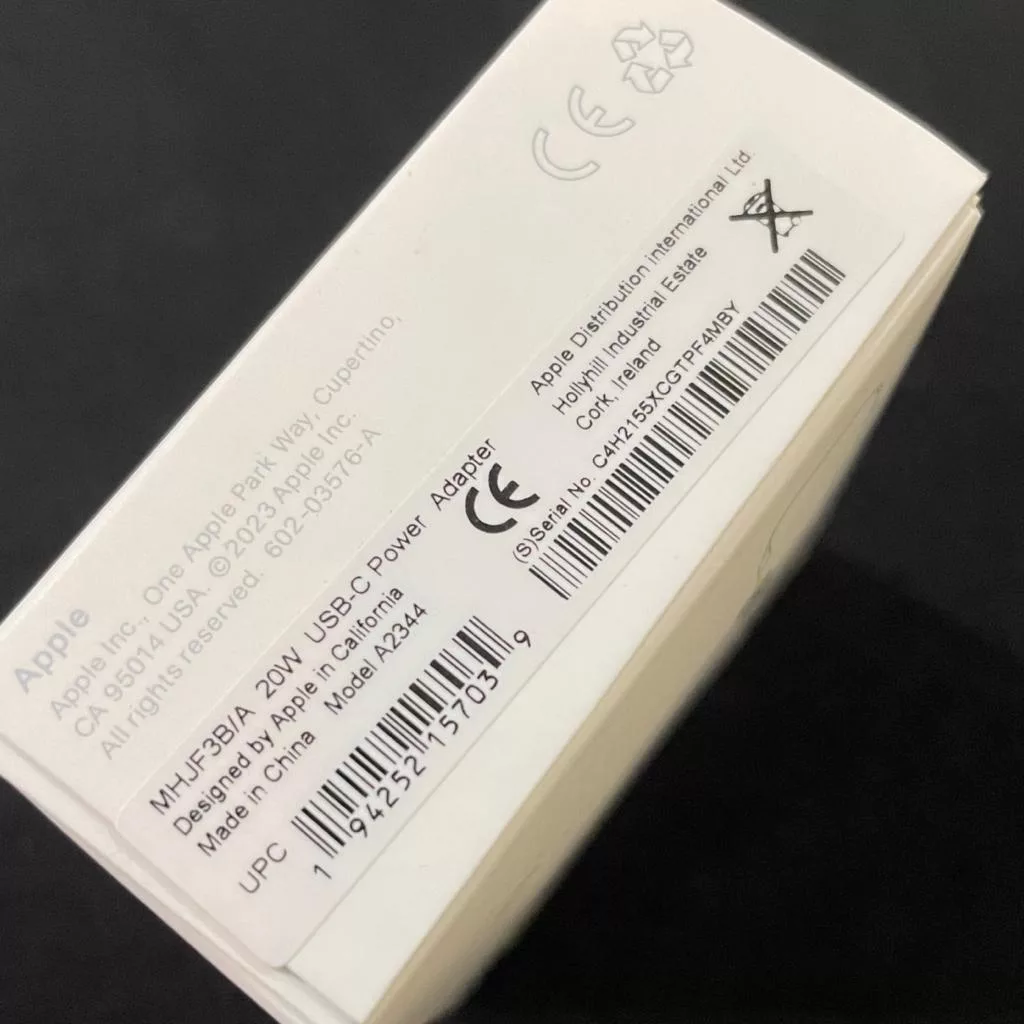 Apple
Apple Inc., One Apple Park Way, Cupertino,
CA 95014 USA. ©2023 Apple Inc.
All rights reserved. 602-03576-A
MHJF3B/A 20W USB-C Power Adapter
Designed by Apple in California
Made in China Model A2344
CE
UPC
1 94252 15703 9
Apple Distribution international Ltd.
Hollyhill Industrial Estate
Cork, Ireland
(S)Serial No. C4H2155XCGTPF4MBY
CE